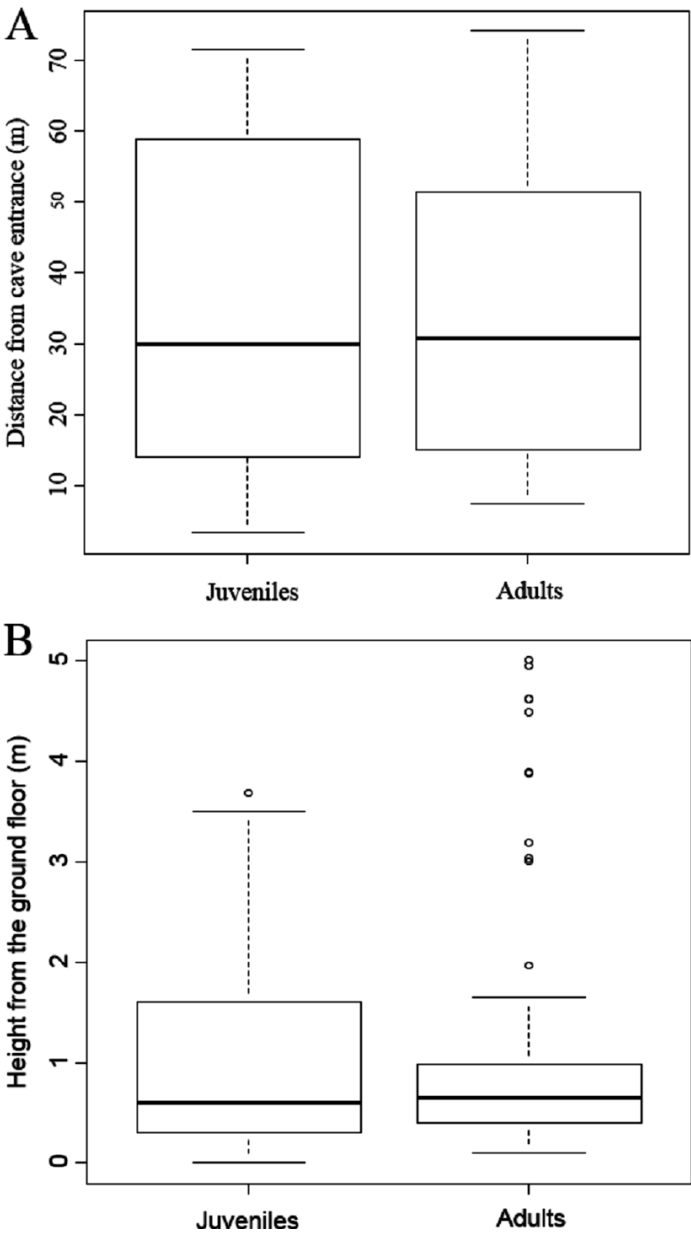 A
Distance from cave entrance (m)
70
60
50
40
30
20
10
Juveniles Adults
B
Height from the ground floor (m)
5
4
3
2
1
0
Juveniles Adults